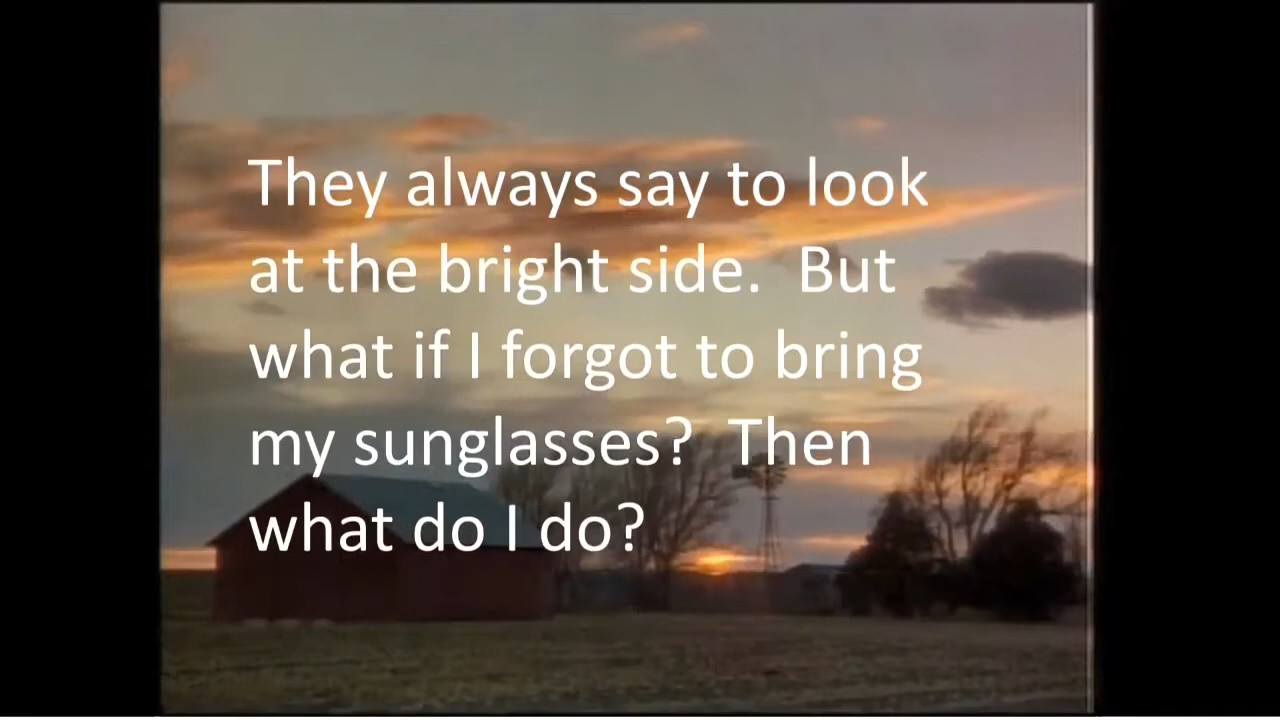 They always say to look
at the bright side.  But
what if I forgot to bring
my sunglasses?  Then
what do I do?